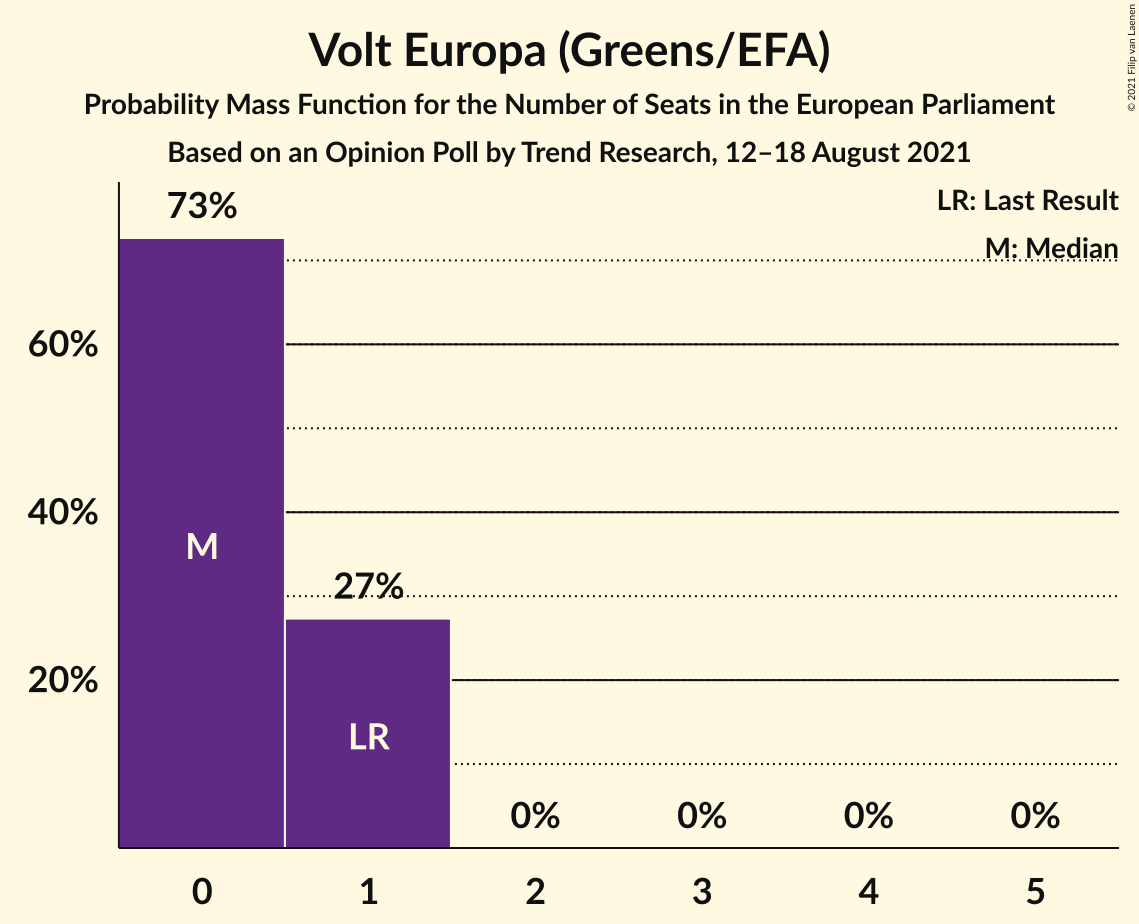 Volt Europa (Greens/EFA)
Probability Mass Function for the Number of Seats in the European Parliament
Based on an Opinion Poll by Trend Research, 12–18 August 2021
© 2021 Filip van Laenen
LR: Last Result
M: Median
73%
60%
40%
M
27%
20%
LR
0% 0% 0% 0%
0 1 2 3 4 5